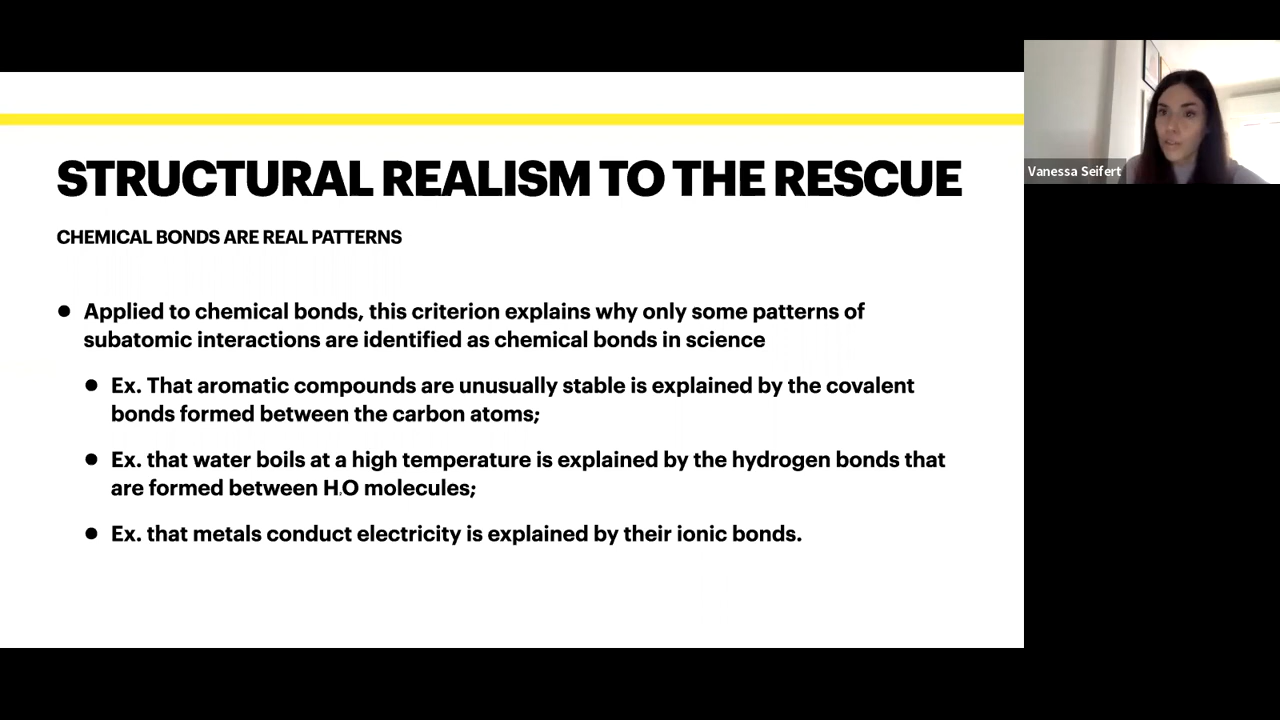 STRUCTURAL REALISM TO THE RESCUE
CHEMICAL BONDS ARE REAL PATTERNS
● Applied to chemical bonds, this criterion explains why only some patterns of
subatomic interactions are identified as chemical bonds in science
● Ex. That aromatic compounds are unusually stable is explained by the covalent
bonds formed between the carbon atoms;
● Ex. that water boils at a high temperature is explained by the hydrogen bonds that
are formed between H₂O molecules;
● Ex. that metals conduct electricity is explained by their ionic bonds.
Vanessa Seifert